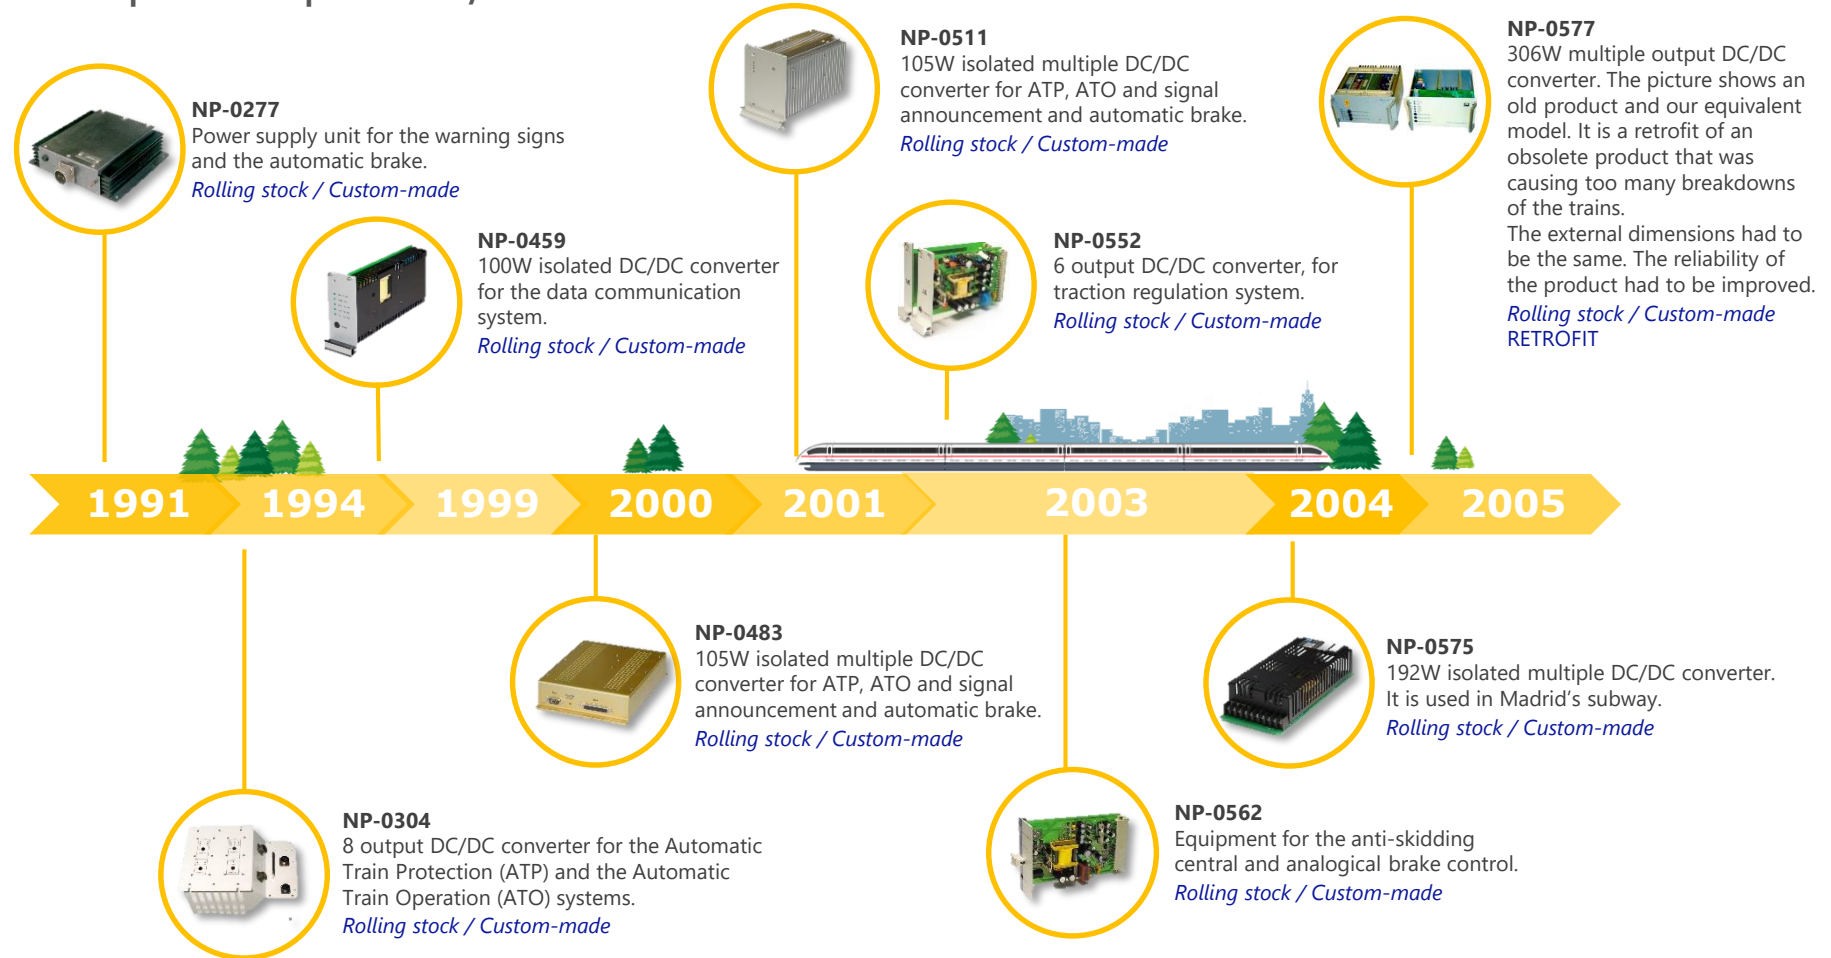 NP-0277
Power supply unit for the warning signs
and the automatic brake.
Rolling stock / Custom-made
NP-0459
100W isolated DC/DC converter
for the data communication
system.
Rolling stock / Custom-made
NP-0511
105W isolated multiple DC/DC
converter for ATP, ATO and signal
announcement and automatic brake.
Rolling stock / Custom-made
NP-0552
6 output DC/DC converter, for
traction regulation system.
Rolling stock / Custom-made
NP-0577
306W multiple output DC/DC
converter. The picture shows an
old product and our equivalent
model. It is a retrofit of an
obsolete product that was
causing too many breakdowns
of the trains.
The external dimensions had to
be the same. The reliability of
the product had to be improved.
Rolling stock / Custom-made
RETROFIT
1991
1994
1999
2000
2001
2003
2004
2005
NP-0304
8 output DC/DC converter for the Automatic
Train Protection (ATP) and the Automatic
Train Operation (ATO) systems.
Rolling stock / Custom-made
NP-0483
105W isolated multiple DC/DC
converter for ATP, ATO and signal
announcement and automatic brake.
Rolling stock / Custom-made
NP-0562
Equipment for the anti-skidding
central and analogical brake control.
Rolling stock / Custom-made
NP-0575
192W isolated multiple DC/DC converter.
It is used in Madrid's subway.
Rolling stock / Custom-made